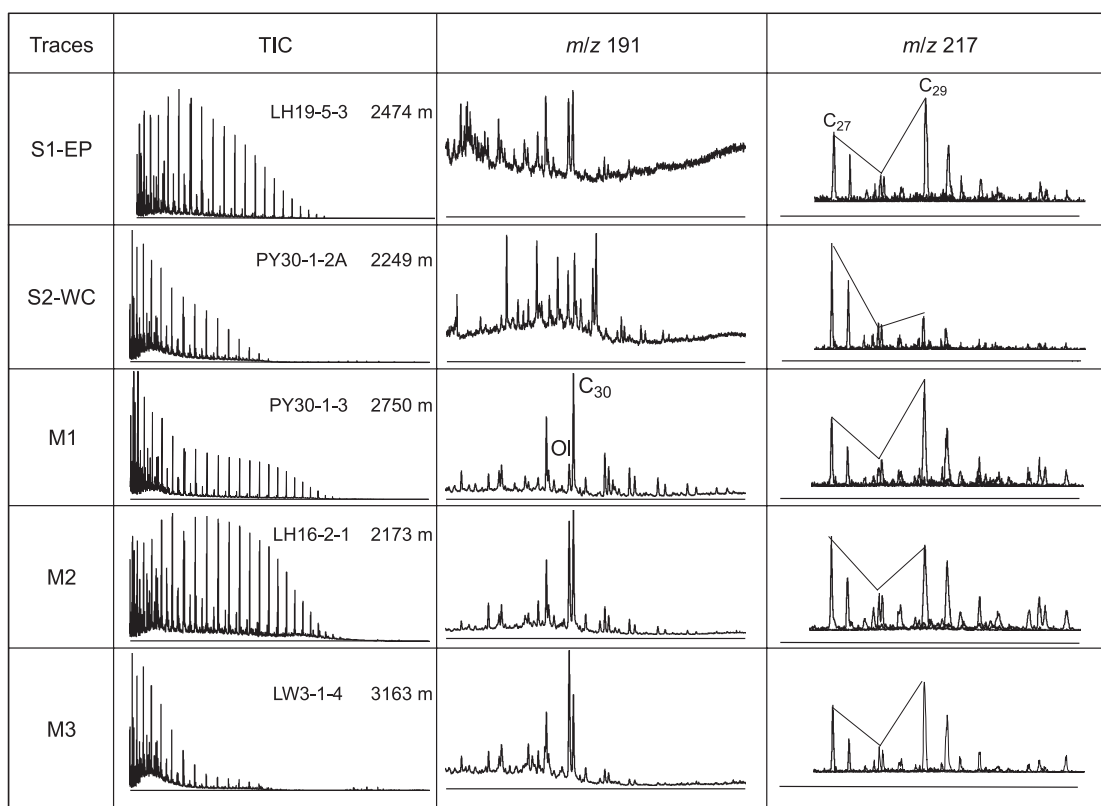 Traces TIC m/z 191 m/z 217
S1-EP LH19-5-3 2474 m C27 C29
S2-WC PY30-1-2A 2249 m
M1 PY30-1-3 2750 m Ol C30
M2 LH16-2-1 2173 m
M3 LW3-1-4 3163 m